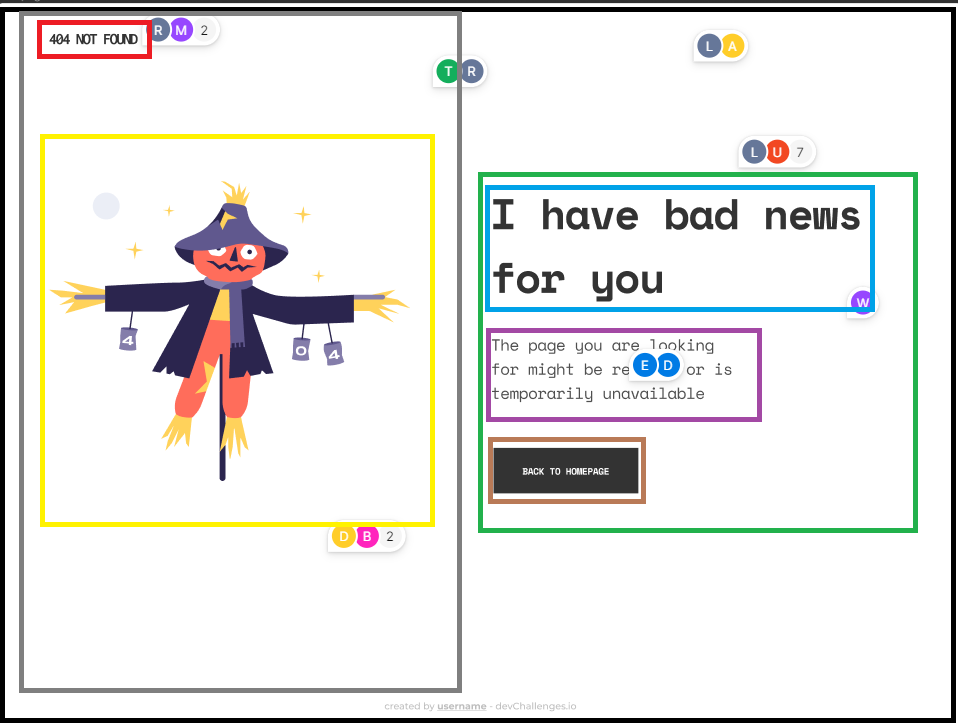 404 NOT FOUND
R M 2
T R
L A
L U 7
I have bad news
for you
W
The page you are looking
for might be re or is
temporarily unavailable
E D
BACK TO HOMEPAGE
4
0 4
D B 2
created by username - devChallenges.io